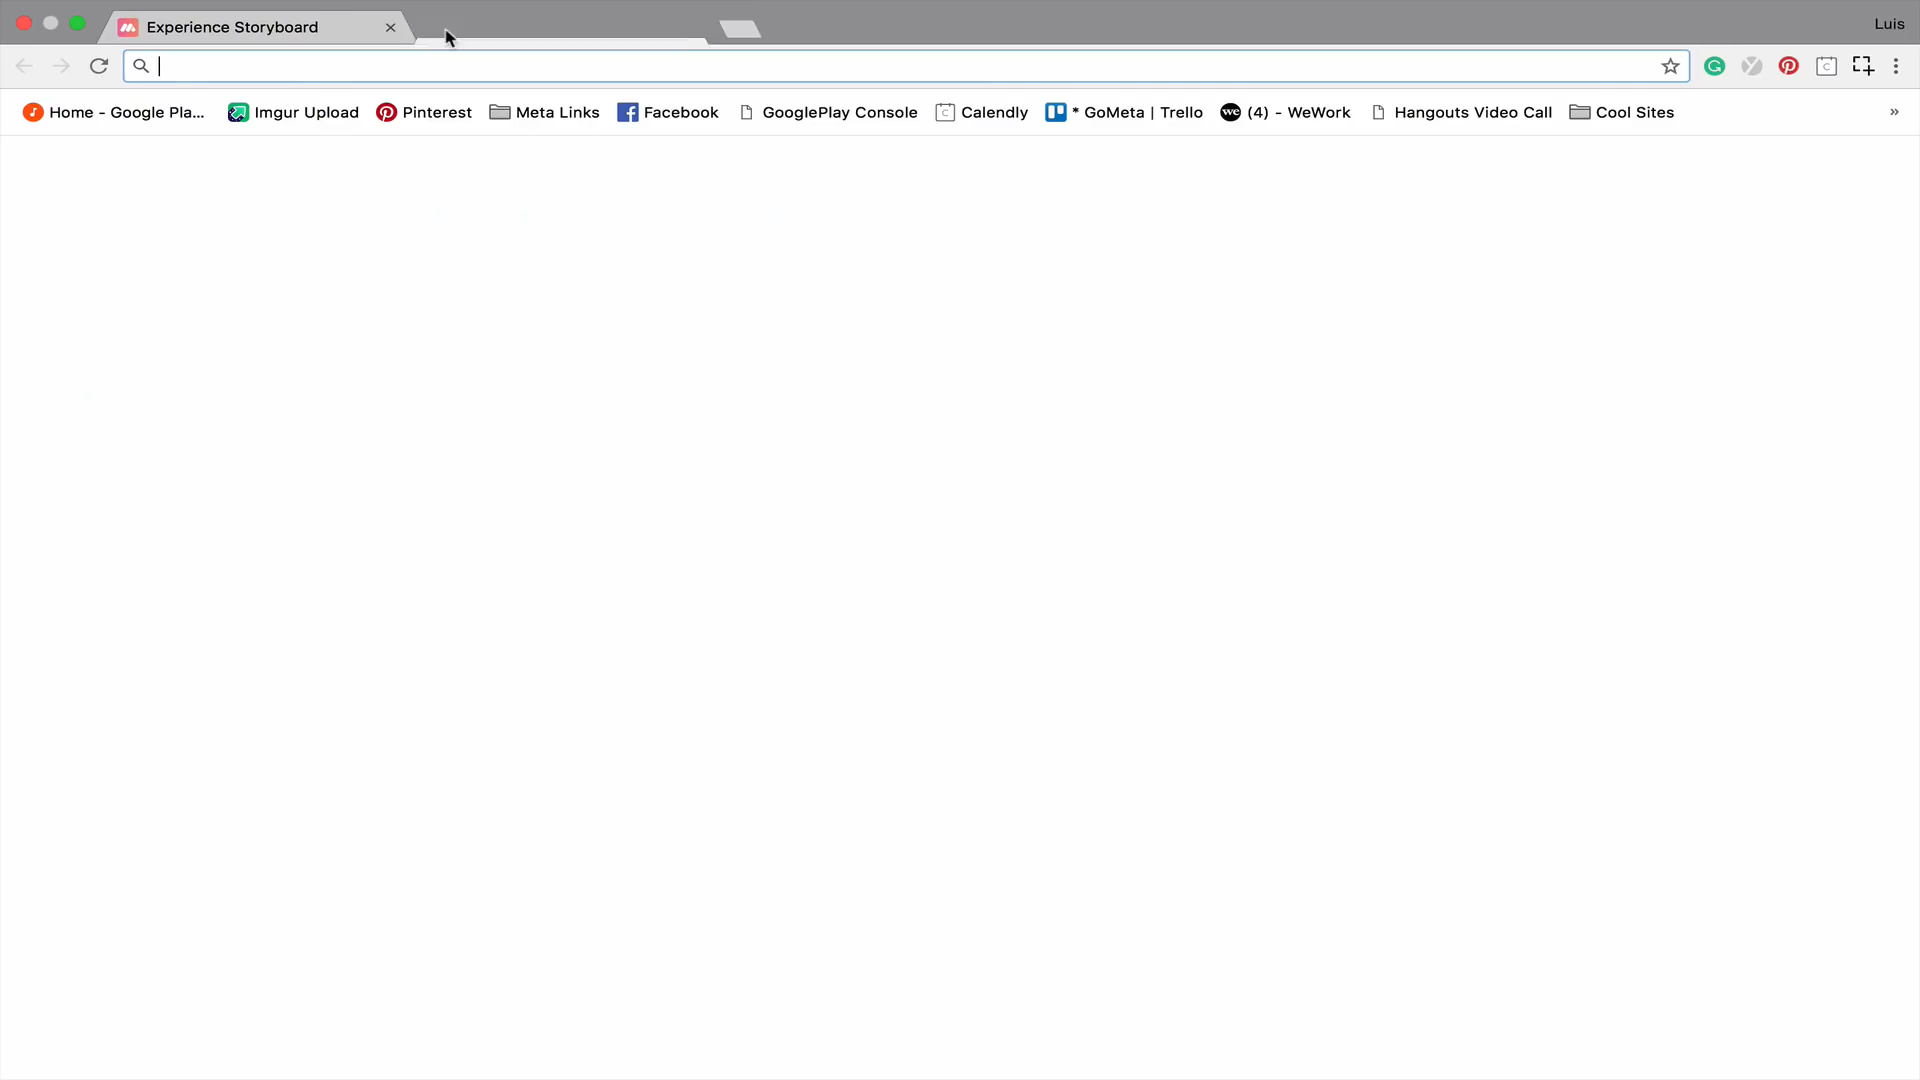 Experience Storyboard
Luis
Home - Google Pla... Imgur Upload Pinterest Meta Links Facebook GooglePlay Console Calendly * GoMeta | Trello (4) - WeWork Hangouts Video Call Cool Sites »